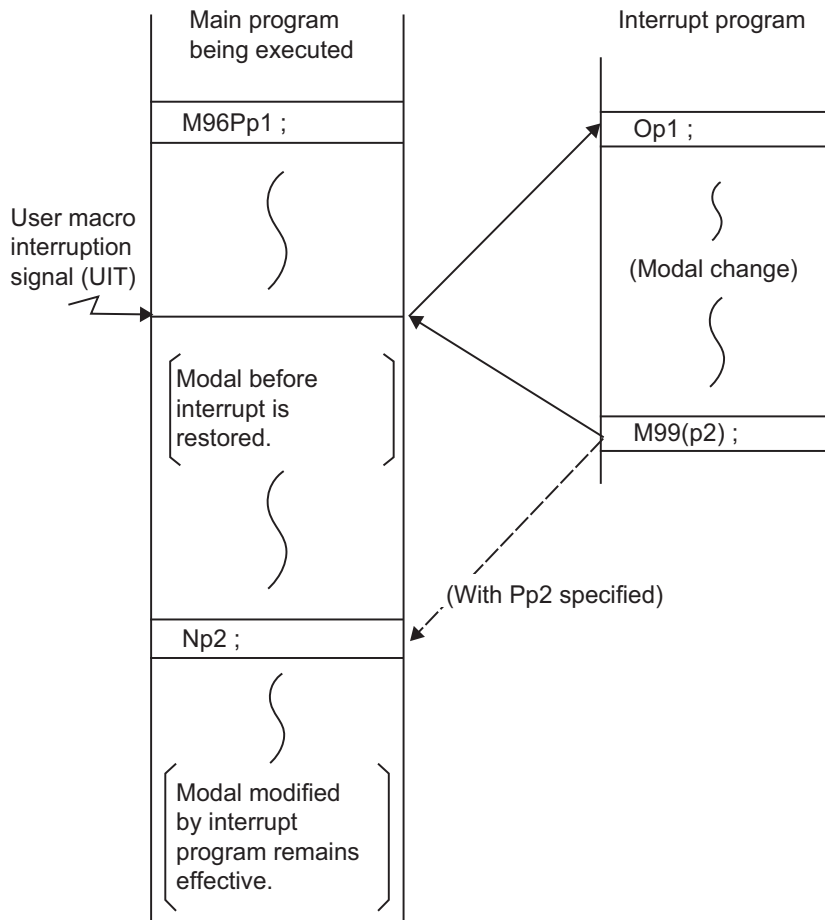 Main program
being executed
Interrupt program
M96Pp1 ;
Op1 ;
User macro
interruption
signal (UIT)
(Modal change)
Modal before
interrupt is
restored.
M99(p2) ;
(With Pp2 specified)
Np2 ;
Modal modified
by interrupt
program remains
effective.